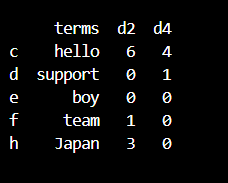 terms d2 d4
c hello 6 4
d support 0 1
e boy 0 0
f team 1 0
h Japan 3 0